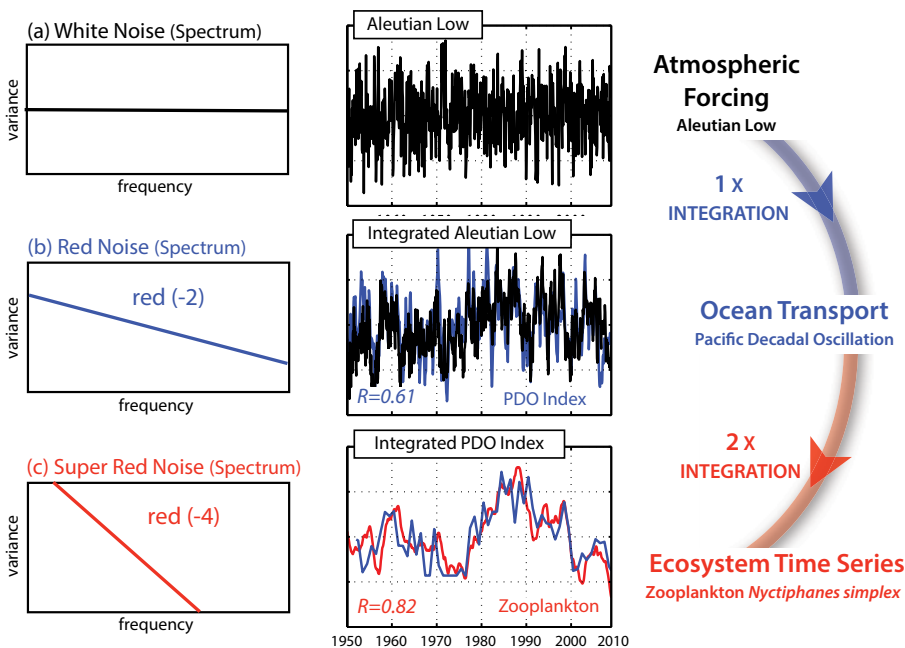 (a) White Noise (Spectrum)
variance
frequency
Aleutian Low
(b) Red Noise (Spectrum)
variance
red (-2)
frequency
Integrated Aleutian Low
R=0.61
PDO Index
(c) Super Red Noise (Spectrum)
variance
red (-4)
frequency
Integrated PDO Index
R=0.82
Zooplankton
1950 1960 1970 1980 1990 2000 2010
Atmospheric
Forcing
Aleutian Low
1 X
INTEGRATION
Ocean Transport
Pacific Decadal Oscillation
2 X
INTEGRATION
Ecosystem Time Series
Zooplankton Nyctiphanes simplex